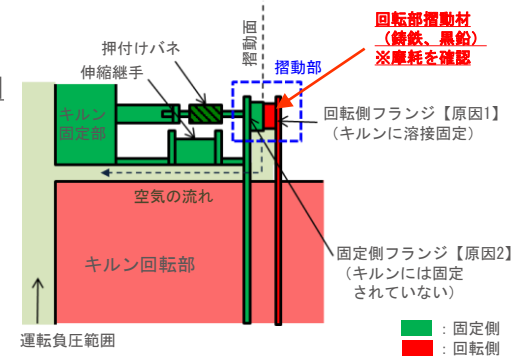 回転部摺動材
（鋳鉄、黒鉛）
※摩耗を確認
摺動面
押付けバネ
伸縮継手
摺動部
キルン
固定部
回転側フランジ【原因1】
（キルンに溶接固定）
空気の流れ
キルン回転部
固定側フランジ【原因2】
（キルンには固定
されていない）
運転負圧範囲
：固定側
：回転側